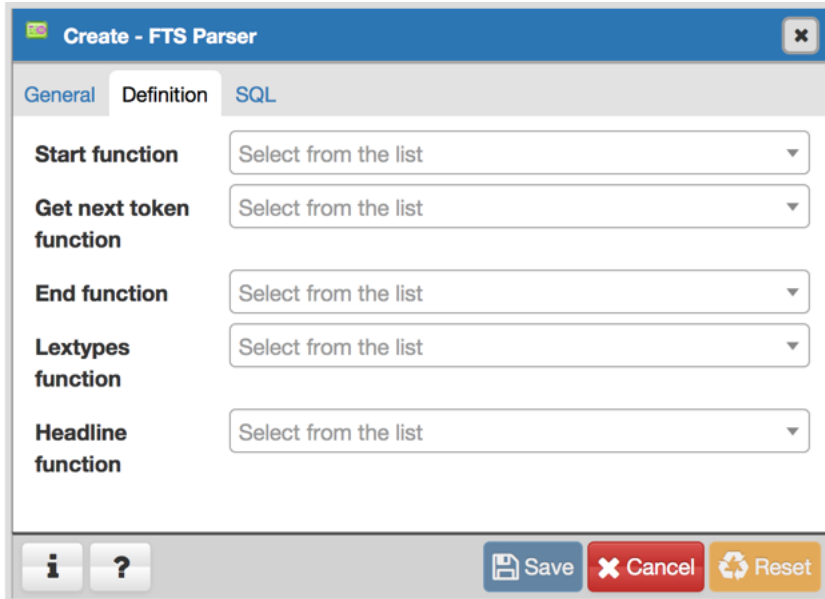 Create - FTS Parser
General Definition SQL
Start function Select from the list
Get next token Select from the list
function
End function Select from the list
Lextypes Select from the list
function
Headline Select from the list
function
i ? Save Cancel Reset